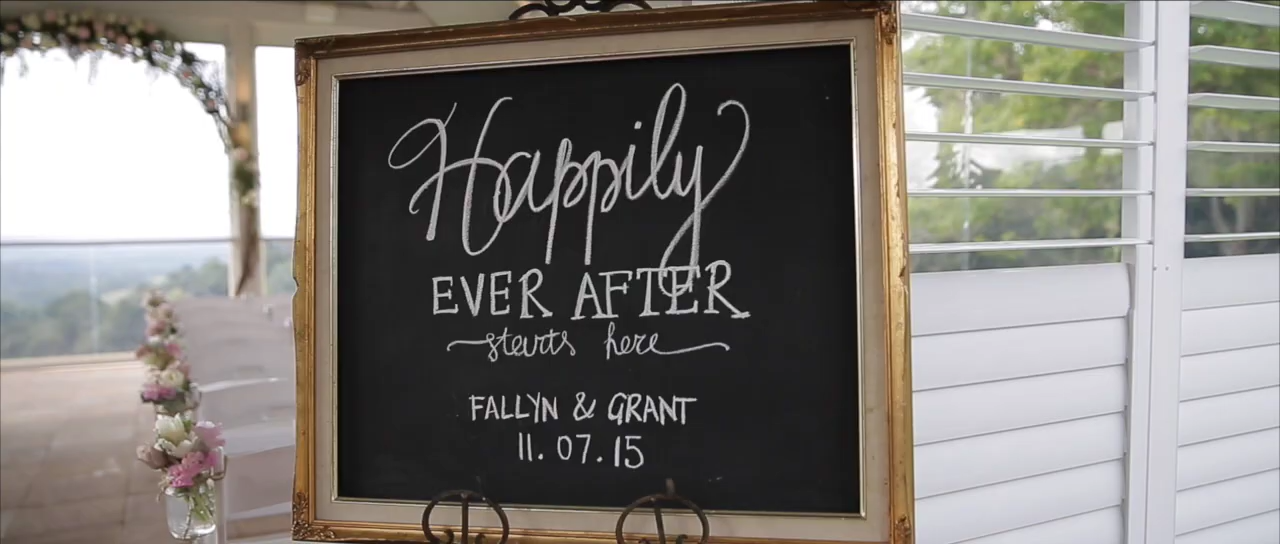 Happily
EVER AFTER
starts here
FALLYN & GRANT
11.07.15